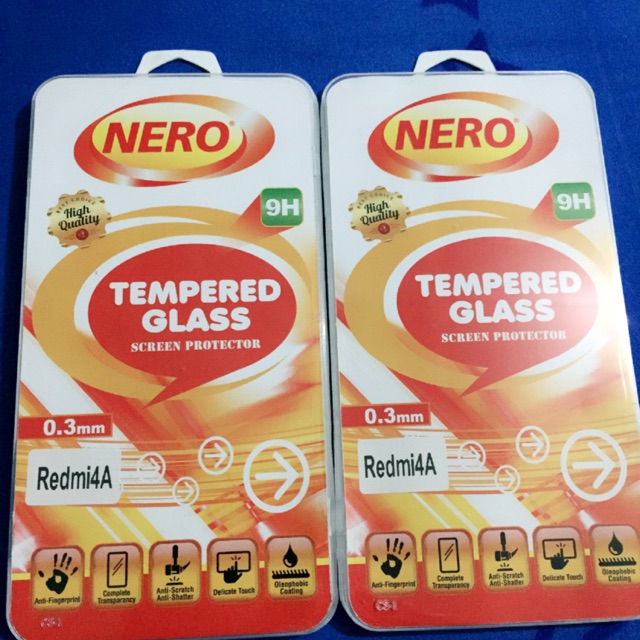 NERO®
BEST CHOICE
High
Quality
9H
TEMPERED
GLASS
SCREEN PROTECTOR
0.3mm
Redmi4A
Anti-Fingerprint
Complete
Transparency
Anti-Scratch
Anti-Shatter
Delicate Touch
Oleophobic
Coating
NERO®
High
Quality
9H
TEMPERED
GLASS
SCREEN PROTECTOR
0.3mm
Redmi4A
Anti-Fingerprint
Complete
Transparency
Anti-Scratch
Anti-Shatter
Delicate Touch
Oleophobic
Coating